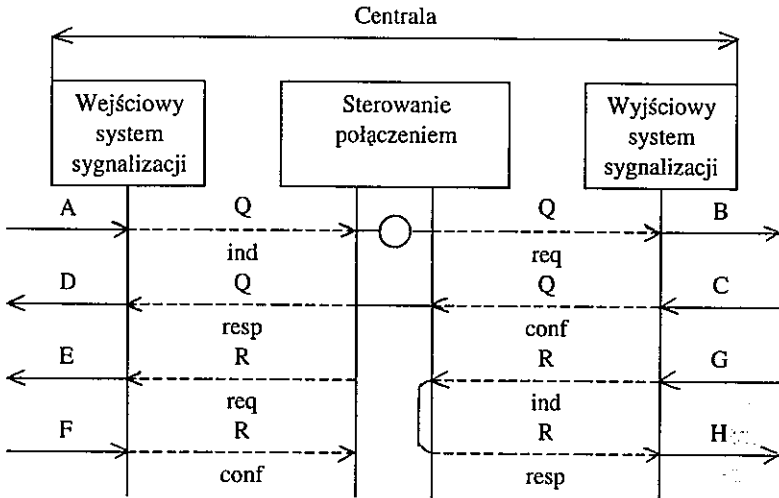 Centrala
Wejściowy
system
sygnalizacji
Sterowanie
połączeniem
Wyjściowy
system
sygnalizacji
A Q Q B
ind req
D Q Q C
resp conf
E R R G
req ind
F R R H
conf resp